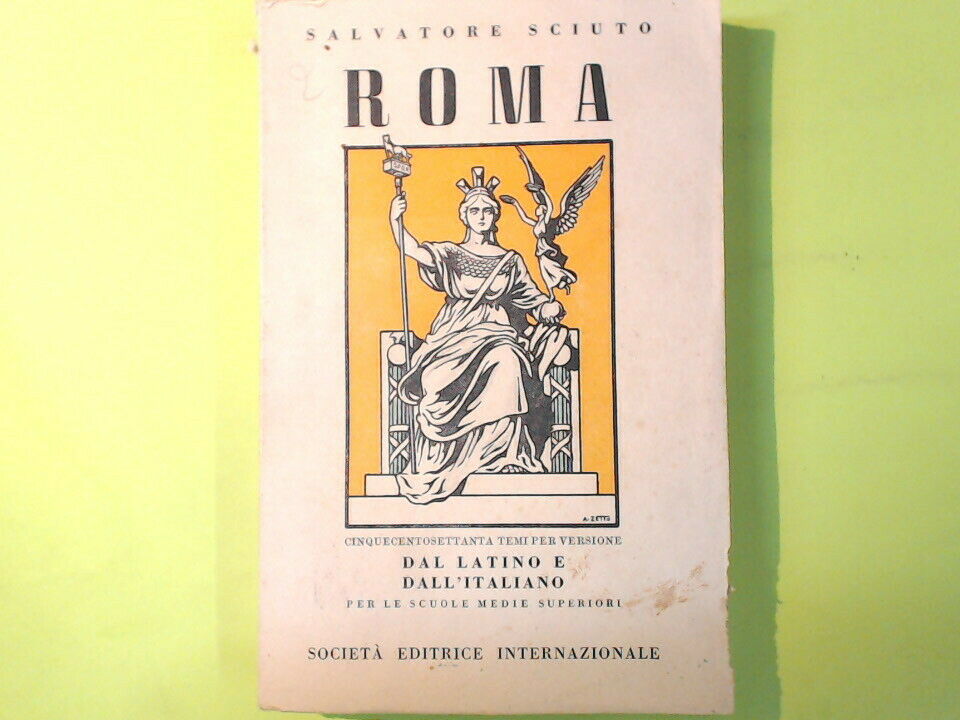 SALVATORE SCIUTO
ROMA
A. ZETTI
CINQUECENTOSETTANTA TEMI PER VERSIONE
DAL LATINO E
DALL'ITALIANO
PER LE SCUOLE MEDIE SUPERIORI
SOCIETÀ EDITRICE INTERNAZIONALE